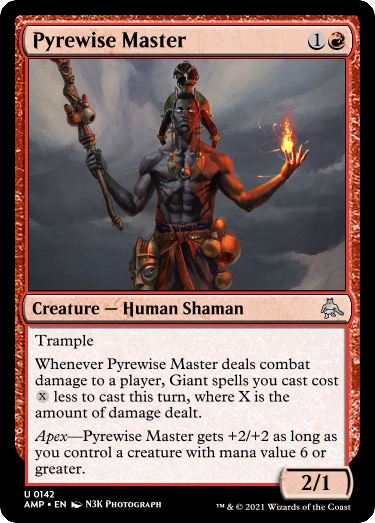 Pyrewise Master 1
Creature — Human Shaman
Trample
Whenever Pyrewise Master deals combat
damage to a player, Giant spells you cast cost
X less to cast this turn, where X is the
amount of damage dealt.
Apex—Pyrewise Master gets +2/+2 as long as
you control a creature with mana value 6 or
greater.
2/1
U 0142
AMP • EN N3K Photograph
™ & © 2021 Wizards of the Coast